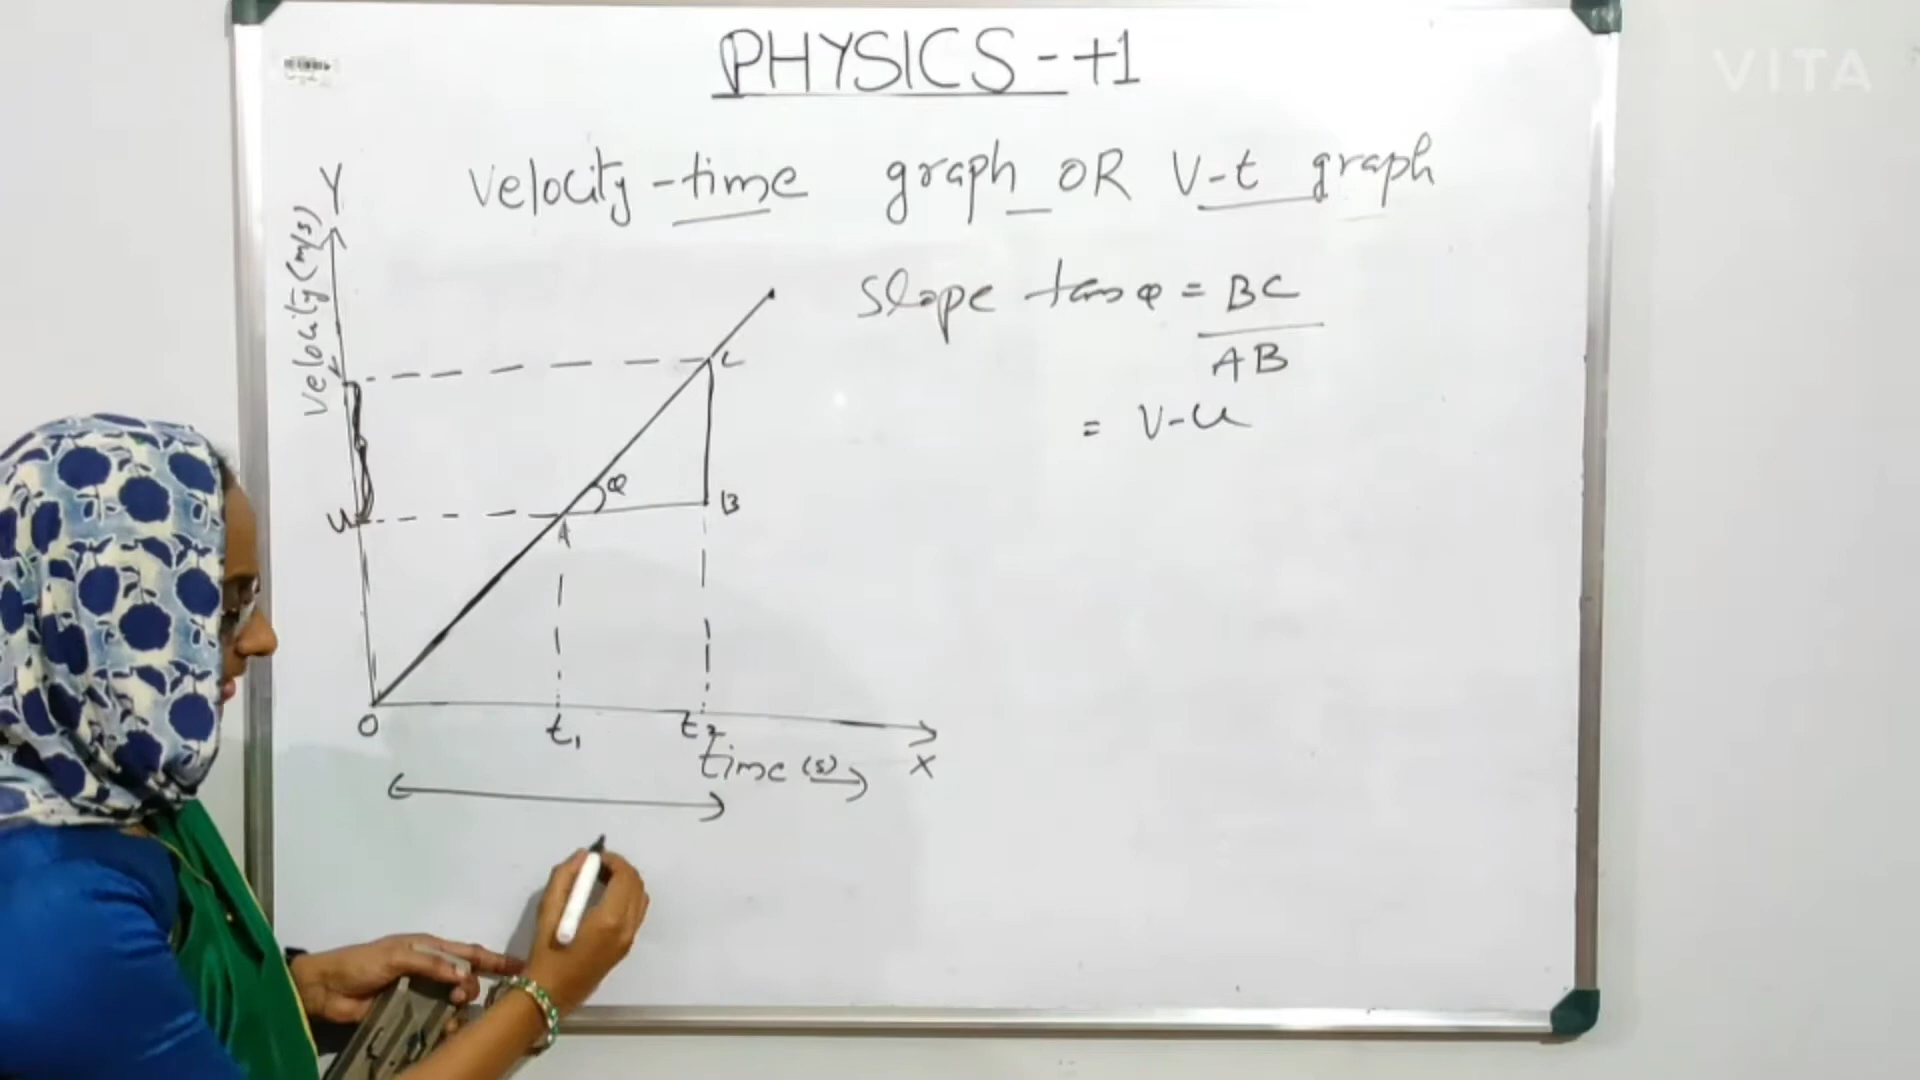 PHYSICS-+1
VITA
Velocity-time graph OR V-t graph
Y
Velocity (m/s)
Slope tan θ = BC
AB
= V-u
C
θ
B
u
A
O
t₁
t₂
time (s)
X